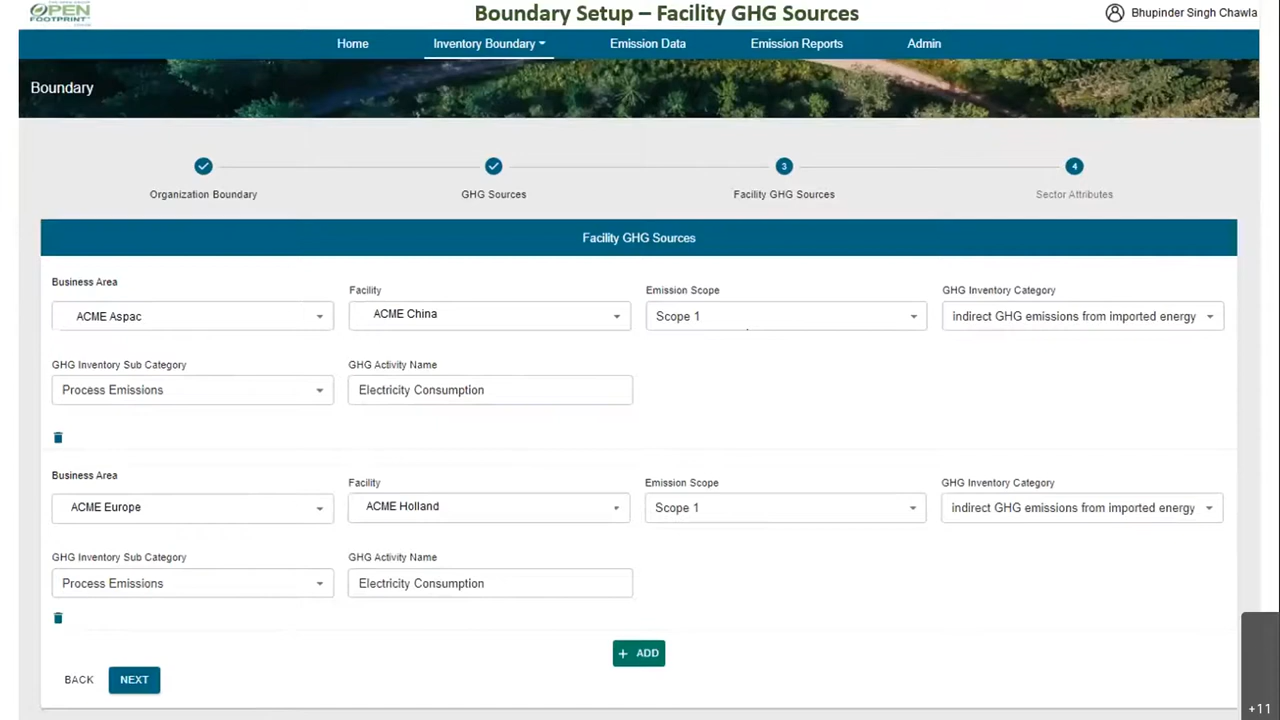 THE OPEN GROUP
OPEN
FOOTPRINT
Boundary Setup – Facility GHG Sources
Bhupinder Singh Chawla
Home Inventory Boundary Emission Data Emission Reports Admin
Boundary
3 4
Organization Boundary GHG Sources Facility GHG Sources Sector Attributes
Facility GHG Sources
Business Area Facility Emission Scope GHG Inventory Category
ACME Aspac ACME China Scope 1 indirect GHG emissions from imported energy
GHG Inventory Sub Category GHG Activity Name
Process Emissions Electricity Consumption
Business Area Facility Emission Scope GHG Inventory Category
ACME Europe ACME Holland Scope 1 indirect GHG emissions from imported energy
GHG Inventory Sub Category GHG Activity Name
Process Emissions Electricity Consumption
+ ADD
BACK NEXT
+11